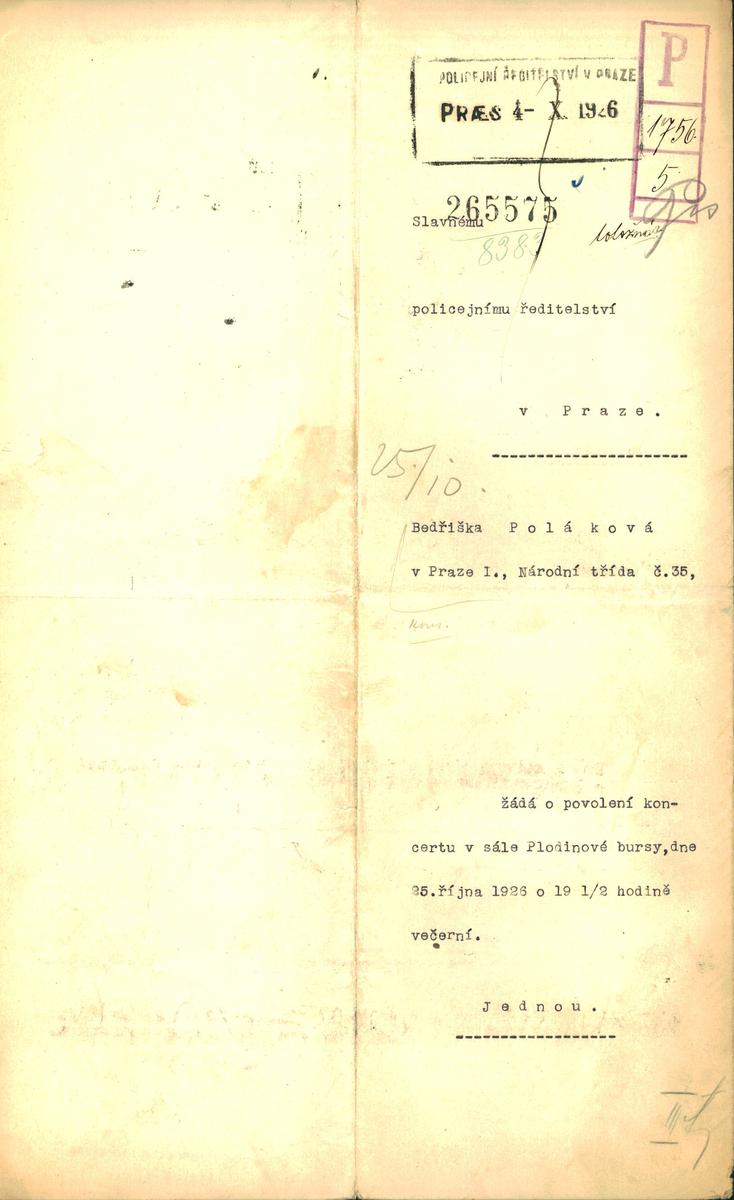 POLICEJNÍ ŘEDITELSTVÍ V PRAZE
PRÆS 4- X 1926
P
1756
5
265575
Slavnému
8383
policejnímu ředitelství
v Praze.
25/10.
Bedřiška Poláková
v Praze I., Národní třída č.35,
žádá o povolení kon-
certu v sále Plodinové bursy,dne
25.října 1926 o 19 1/2 hodině
večerní.
Jednou.